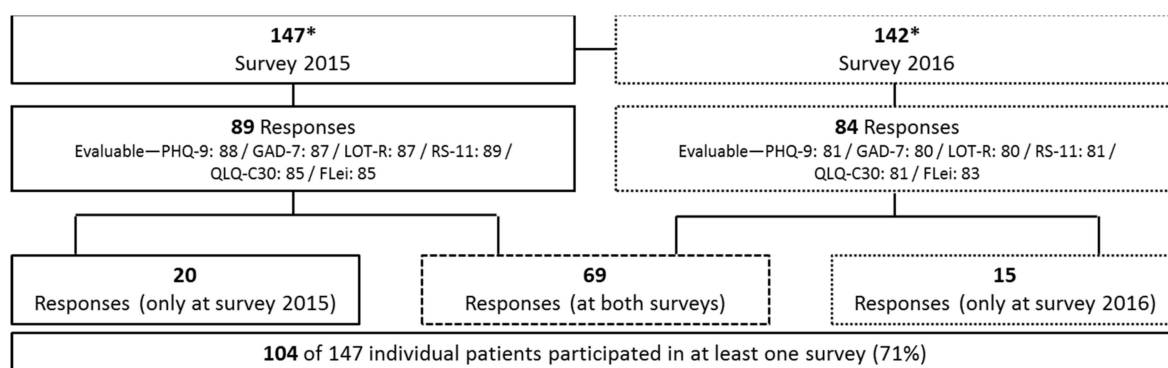 147*
Survey 2015
142*
Survey 2016
89 Responses
Evaluable—PHQ-9: 88 / GAD-7: 87 / LOT-R: 87 / RS-11: 89 /
QLQ-C30: 85 / FLei: 85
84 Responses
Evaluable—PHQ-9: 81 / GAD-7: 80 / LOT-R: 80 / RS-11: 81 /
QLQ-C30: 81 / FLei: 83
20
Responses (only at survey 2015)
69
Responses (at both surveys)
15
Responses (only at survey 2016)
104 of 147 individual patients participated in at least one survey (71%)